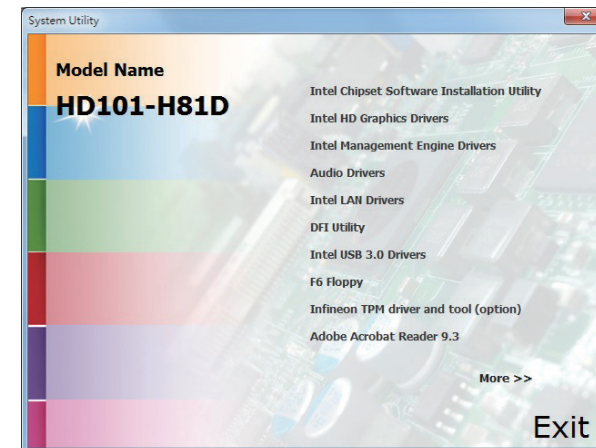 System Utility
Model Name
HD101-H81D
Intel Chipset Software Installation Utility
Intel HD Graphics Drivers
Intel Management Engine Drivers
Audio Drivers
Intel LAN Drivers
DFI Utility
Intel USB 3.0 Drivers
F6 Floppy
Infineon TPM driver and tool (option)
Adobe Acrobat Reader 9.3
More >>
Exit